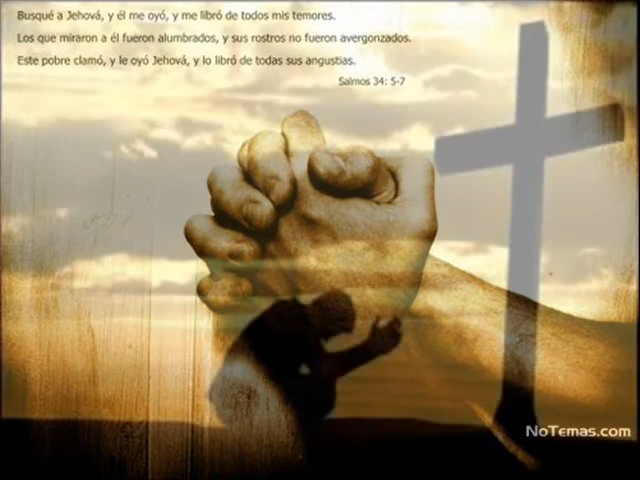 Busqué a Jehová, y él me oyó, y me libró de todos mis temores.
Los que miraron a él fueron alumbrados, y sus rostros no fueron avergonzados.
Este pobre clamó, y le oyó Jehová, y lo libró de todas sus angustias.
Salmos 34: 5-7
NoTemas.com